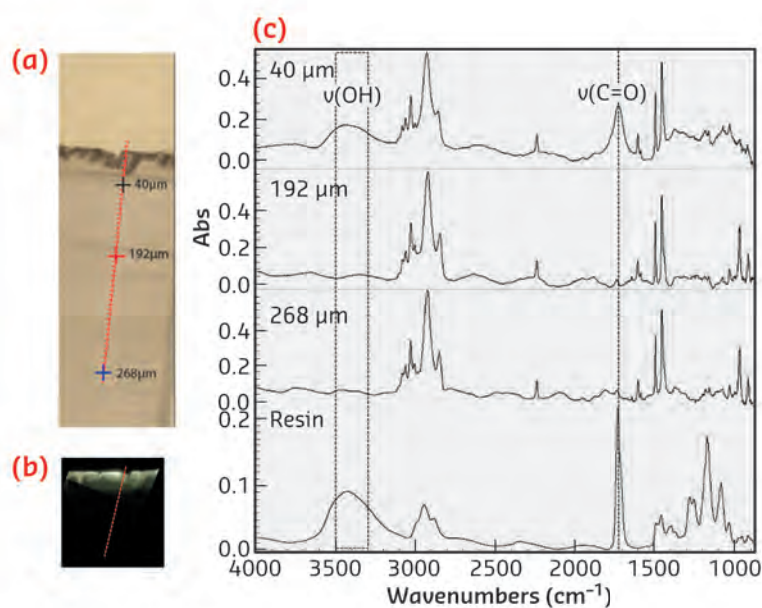 (a)
40µm
192µm
268µm
(b)
(c)
Abs
40 µm
ν(OH)
ν(C=O)
0.4
0.2
0.0
192 µm
0.4
0.2
0.0
268 µm
0.4
0.2
0.0
Resin
0.2
0.1
0.0
4000 3500 3000 2500 2000 1500 1000
Wavenumbers (cm⁻¹)